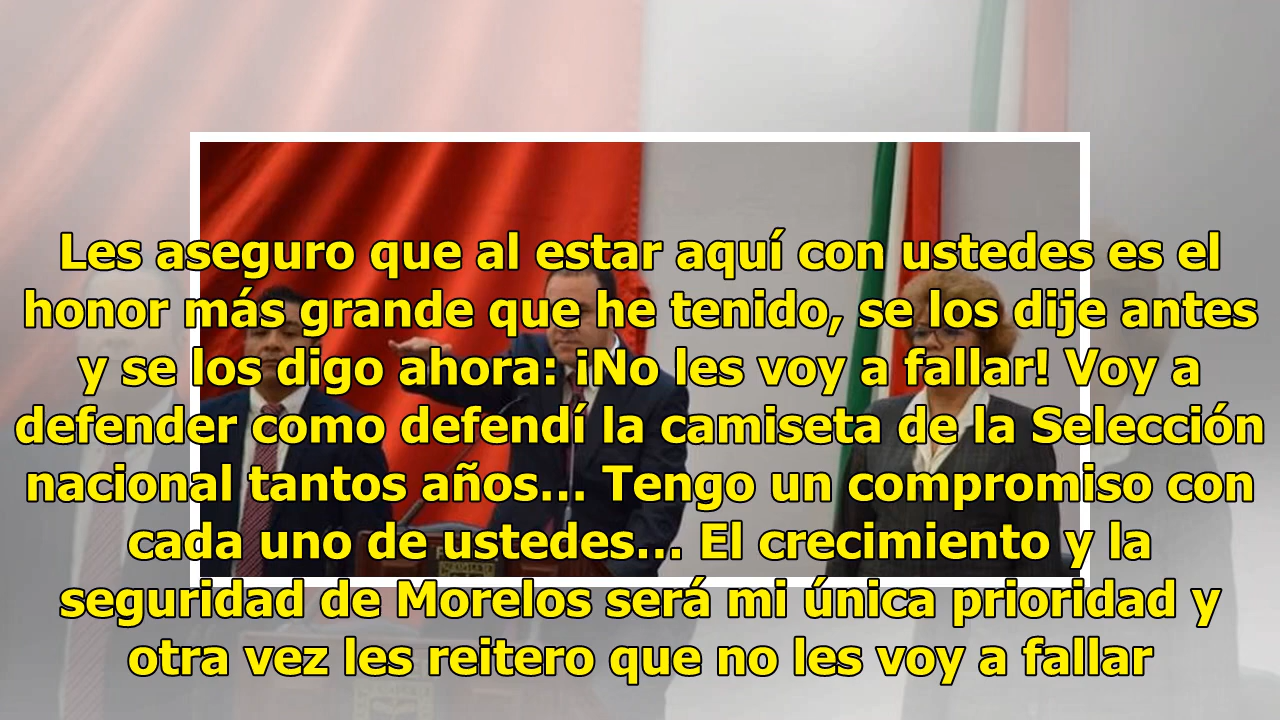 Les aseguro que al estar aquí con ustedes es el
honor más grande que he tenido, se los dije antes
y se los digo ahora: ¡No les voy a fallar! Voy a
defender como defendí la camiseta de la Selección
nacional tantos años... Tengo un compromiso con
cada uno de ustedes... El crecimiento y la
seguridad de Morelos será mi única prioridad y
otra vez les reitero que no les voy a fallar